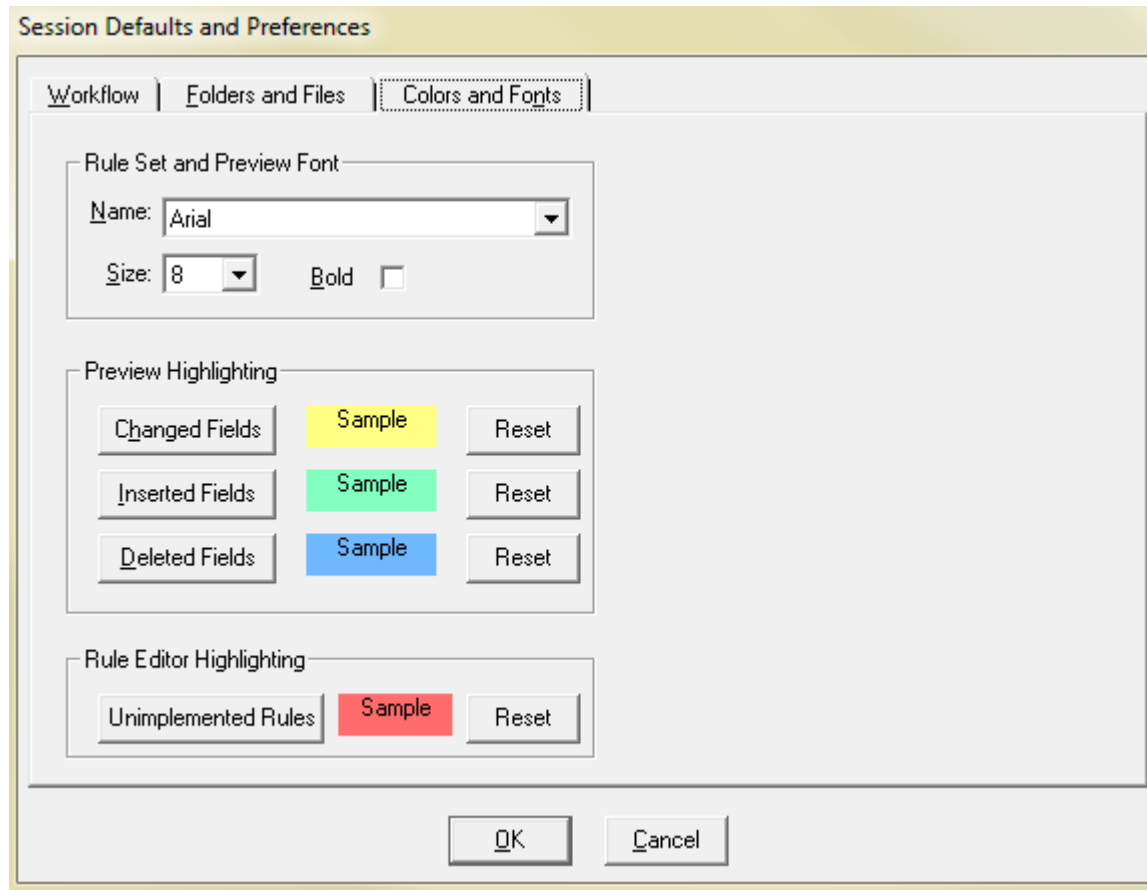 Session Defaults and Preferences
Workflow Folders and Files Colors and Fonts
Rule Set and Preview Font
Name: Arial
Size: 8 Bold
Preview Highlighting
Changed Fields Sample Reset
Inserted Fields Sample Reset
Deleted Fields Sample Reset
Rule Editor Highlighting
Unimplemented Rules Sample Reset
OK Cancel